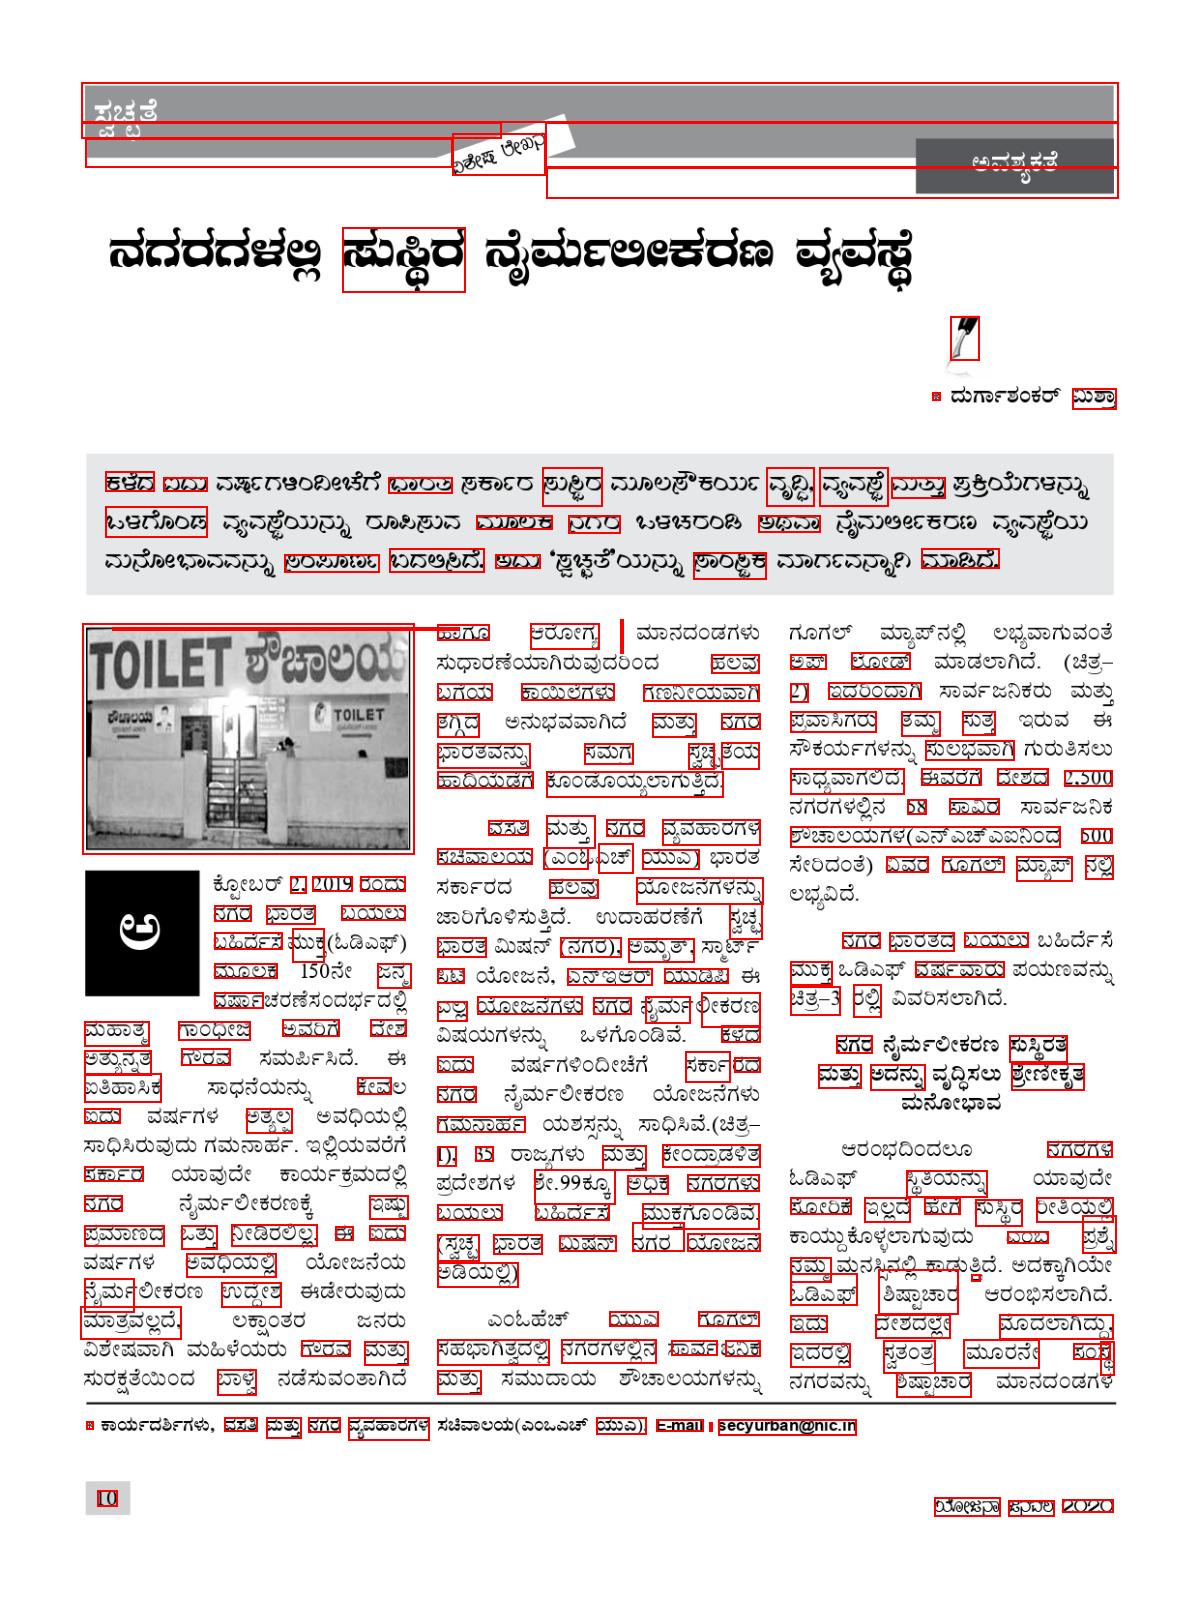 ಸ್ವಚ್ಛತೆ
ವಿಶೇಷ ಲೇಖನ
ಅವಶ್ಯಕತೆ
ನಗರಗಳಲ್ಲಿ ಸುಸ್ಥಿರ ನೈರ್ಮಲೀಕರಣ ವ್ಯವಸ್ಥೆ
ದುರ್ಗಾಶಂಕರ್ ಮಿಶ್ರಾ
ಕಳೆದ ಐದು ವರ್ಷಗಳಿಂದೀಚೆಗೆ ಭಾರತ ಸರ್ಕಾರ ಸುಸ್ಥಿರ ಮೂಲಸೌಕರ್ಯ ವೃದ್ಧಿ, ವ್ಯವಸ್ಥೆ ಮತ್ತು ಪ್ರಕ್ರಿಯೆಗಳನ್ನು
ಒಳಗೊಂಡ ವ್ಯವಸ್ಥೆಯನ್ನು ರೂಪಿಸುವ ಮೂಲಕ ನಗರ ಒಳಚರಂಡಿ ಅಥವಾ ನೈರ್ಮಲೀಕರಣ ವ್ಯವಸ್ಥೆಯ
ಮನೋಭಾವವನ್ನು ಸಂಪೂರ್ಣ ಬದಲಿಸಿದೆ. ಅದು ‘ಸ್ವಚ್ಛತೆ’ಯನ್ನು ಸಾಂಸ್ಥಿಕ ಮಾರ್ಗವನ್ನಾಗಿ ಮಾಡಿದೆ.
TOILET ಶೌಚಾಲಯ
ಶೌಚಾಲಯ
TOILET
ಅ
ಕ್ಟೋಬರ್ 2, 2019 ರಂದು
ನಗರ ಭಾರತ ಬಯಲು
ಬಹಿರ್ದೆಸೆ ಮುಕ್ತ(ಓಡಿಎಫ್)
ಮೂಲಕ 150ನೇ ಜನ್ಮ
ವರ್ಷಾಚರಣೆಸಂದರ್ಭದಲ್ಲಿ
ಮಹಾತ್ಮ ಗಾಂಧೀಜಿ ಅವರಿಗೆ ದೇಶ
ಅತ್ಯುನ್ನತ ಗೌರವ ಸಮರ್ಪಿಸಿದೆ. ಈ
ಐತಿಹಾಸಿಕ ಸಾಧನೆಯನ್ನು ಕೇವಲ
ಐದು ವರ್ಷಗಳ ಅತ್ಯಲ್ಪ ಅವಧಿಯಲ್ಲಿ
ಸಾಧಿಸಿರುವುದು ಗಮನಾರ್ಹ. ಇಲ್ಲಿಯವರೆಗೆ
ಸರ್ಕಾರ ಯಾವುದೇ ಕಾರ್ಯಕ್ರಮದಲ್ಲಿ
ನಗರ ನೈರ್ಮಲೀಕರಣಕ್ಕೆ ಇಷ್ಟು
ಪ್ರಮಾಣದ ಒತ್ತು ನೀಡಿರಲಿಲ್ಲ. ಈ ಐದು
ವರ್ಷಗಳ ಅವಧಿಯಲ್ಲಿ ಯೋಜನೆಯ
ನೈರ್ಮಲೀಕರಣ ಉದ್ದೇಶ ಈಡೇರುವುದು
ಮಾತ್ರವಲ್ಲದೆ, ಲಕ್ಷಾಂತರ ಜನರು
ವಿಶೇಷವಾಗಿ ಮಹಿಳೆಯರು ಗೌರವ ಮತ್ತು
ಸುರಕ್ಷತೆಯಿಂದ ಬಾಳ್ವೆ ನಡೆಸುವಂತಾಗಿದೆ
ಹಾಗೂ ಆರೋಗ್ಯ ಮಾನದಂಡಗಳು
ಸುಧಾರಣೆಯಾಗಿರುವುದರಿಂದ ಹಲವು
ಬಗೆಯ ಕಾಯಿಲೆಗಳು ಗಣನೀಯವಾಗಿ
ತಗ್ಗಿದ ಅನುಭವವಾಗಿದೆ ಮತ್ತು ನಗರ
ಭಾರತವನ್ನು ಸಮಗ್ರ ಸ್ವಚ್ಛತೆಯ
ಹಾದಿಯೆಡೆಗೆ ಕೊಂಡೊಯ್ಯಲಾಗುತ್ತಿದೆ.
ವಸತಿ ಮತ್ತು ನಗರ ವ್ಯವಹಾರಗಳ
ಸಚಿವಾಲಯ (ಎಂಓಎಚ್ ಯುಎ) ಭಾರತ
ಸರ್ಕಾರದ ಹಲವು ಯೋಜನೆಗಳನ್ನು
ಜಾರಿಗೊಳಿಸುತ್ತಿದೆ. ಉದಾಹರಣೆಗೆ ಸ್ವಚ್ಛ
ಭಾರತ ಮಿಷನ್ (ನಗರ), ಅಮೃತ್, ಸ್ಮಾರ್ಟ್
ಸಿಟಿ ಯೋಜನೆ, ಎನ್ಇಆರ್ ಯುಡಿಪಿ ಈ
ಎಲ್ಲ ಯೋಜನೆಗಳು ನಗರ ನೈರ್ಮಲೀಕರಣ
ವಿಷಯಗಳನ್ನು ಒಳಗೊಂಡಿವೆ. ಕಳೆದ
ಐದು ವರ್ಷಗಳಿಂದೀಚೆಗೆ ಸರ್ಕಾರದ
ನಗರ ನೈರ್ಮಲೀಕರಣ ಯೋಜನೆಗಳು
ಗಮನಾರ್ಹ ಯಶಸ್ಸನ್ನು ಸಾಧಿಸಿವೆ.(ಚಿತ್ರ–
1), 35 ರಾಜ್ಯಗಳು ಮತ್ತು ಕೇಂದ್ರಾಡಳಿತ
ಪ್ರದೇಶಗಳ ಶೇ.99ಕ್ಕೂ ಅಧಿಕ ನಗರಗಳು
ಬಯಲು ಬಹಿರ್ದೆಸೆ ಮುಕ್ತಗೊಂಡಿವೆ.
(ಸ್ವಚ್ಛ ಭಾರತ ಮಿಷನ್ ನಗರ ಯೋಜನೆ
ಅಡಿಯಲ್ಲಿ)
ಎಂಓಹೆಚ್ ಯುಎ ಗೂಗಲ್
ಸಹಭಾಗಿತ್ವದಲ್ಲಿ ನಗರಗಳಲ್ಲಿನ ಸಾರ್ವಜನಿಕ
ಮತ್ತು ಸಮುದಾಯ ಶೌಚಾಲಯಗಳನ್ನು
ಗೂಗಲ್ ಮ್ಯಾಪ್‌ನಲ್ಲಿ ಲಭ್ಯವಾಗುವಂತೆ
ಅಪ್ ಲೋಡ್ ಮಾಡಲಾಗಿದೆ. (ಚಿತ್ರ–
2) ಇದರಿಂದಾಗಿ ಸಾರ್ವಜನಿಕರು ಮತ್ತು
ಪ್ರವಾಸಿಗರು ತಮ್ಮ ಸುತ್ತ ಇರುವ ಈ
ಸೌಕರ್ಯಗಳನ್ನು ಸುಲಭವಾಗಿ ಗುರುತಿಸಲು
ಸಾಧ್ಯವಾಗಲಿದೆ. ಈವರೆಗೆ ದೇಶದ 2,500
ನಗರಗಳಲ್ಲಿನ 58 ಸಾವಿರ ಸಾರ್ವಜನಿಕ
ಶೌಚಾಲಯಗಳ(ಎನ್ಎಚ್ಎಐನಿಂದ 500
ಸೇರಿದಂತೆ) ವಿವರ ಗೂಗಲ್ ಮ್ಯಾಪ್ ನಲ್ಲಿ
ಲಭ್ಯವಿದೆ.
ನಗರ ಭಾರತದ ಬಯಲು ಬಹಿರ್ದೆಸೆ
ಮುಕ್ತ ಒಡಿಎಫ್ ವರ್ಷವಾರು ಪಯಣವನ್ನು
ಚಿತ್ರ–3 ರಲ್ಲಿ ವಿವರಿಸಲಾಗಿದೆ.
ನಗರ ನೈರ್ಮಲೀಕರಣ ಸುಸ್ಥಿರತೆ
ಮತ್ತು ಅದನ್ನು ವೃದ್ಧಿಸಲು ಶ್ರೇಣೀಕೃತ
ಮನೋಭಾವ
ಆರಂಭದಿಂದಲೂ ನಗರಗಳ
ಓಡಿಎಫ್ ಸ್ಥಿತಿಯನ್ನು ಯಾವುದೇ
ಸೋರಿಕೆ ಇಲ್ಲದೆ ಹೇಗೆ ಸುಸ್ಥಿರ ರೀತಿಯಲ್ಲಿ
ಕಾಯ್ದುಕೊಳ್ಳಲಾಗುವುದು ಎಂಬ ಪ್ರಶ್ನೆ
ನಮ್ಮ ಮನಸ್ಸಿನಲ್ಲಿ ಕಾಡುತ್ತಿದೆ. ಅದಕ್ಕಾಗಿಯೇ
ಓಡಿಎಫ್ ಶಿಷ್ಟಾಚಾರ ಆರಂಭಿಸಲಾಗಿದೆ.
ಇದು ದೇಶದಲ್ಲೇ ಮೊದಲಾಗಿದ್ದು,
ಇದರಲ್ಲಿ ಸ್ವತಂತ್ರ ಮೂರನೇ ಸಂಸ್ಥೆ
ನಗರವನ್ನು ಶಿಷ್ಟಾಚಾರ ಮಾನದಂಡಗಳ
ಕಾರ್ಯದರ್ಶಿಗಳು, ವಸತಿ ಮತ್ತು ನಗರ ವ್ಯವಹಾರಗಳ ಸಚಿವಾಲಯ(ಎಂಒಎಚ್ ಯುಎ), E-mail : secyurban@nic.in
10
ಯೋಜನಾ ಜನವರಿ 2020